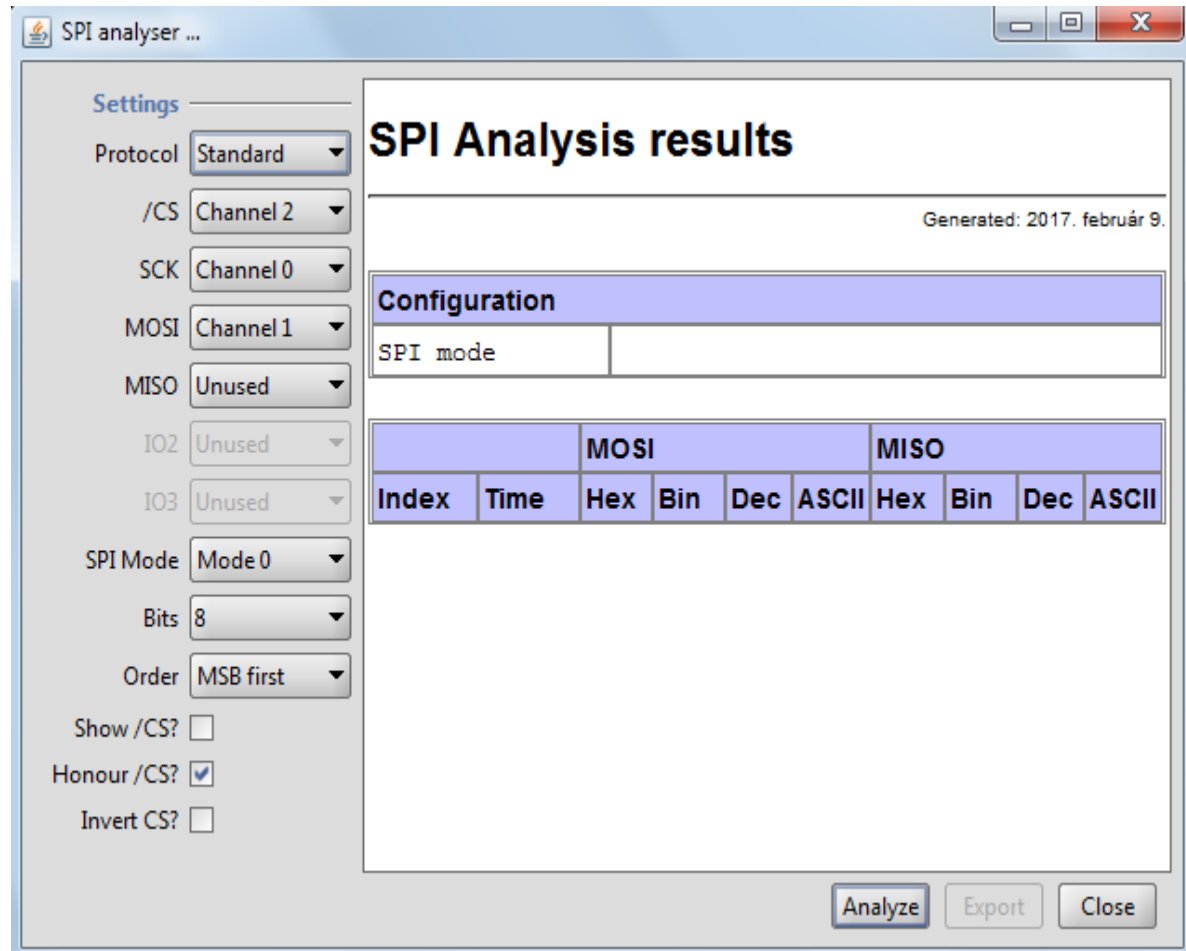 SPI analyser ...
Settings
Protocol Standard
/CS Channel 2
SCK Channel 0
MOSI Channel 1
MISO Unused
IO2 Unused
IO3 Unused
SPI Mode Mode 0
Bits 8
Order MSB first
Show /CS?
Honour /CS?
Invert CS?
SPI Analysis results
Generated: 2017. február 9.
Configuration
SPI mode
MOSI MISO
Index Time Hex Bin Dec ASCII Hex Bin Dec ASCII
Analyze Export Close